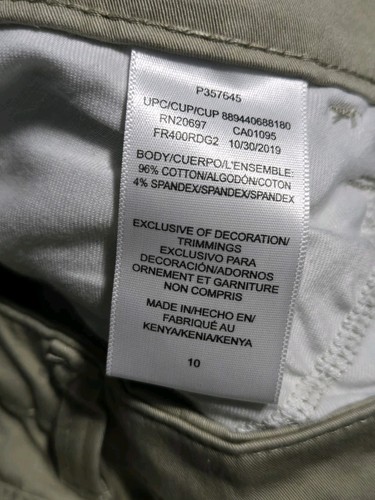 P357645
UPC/CUP/CUP 889440688180
RN20697 CA01095
FR400RDG2 10/30/2019
BODY/CUERPO/L'ENSEMBLE:
96% COTTON/ALGODÓN/COTON
4% SPANDEX/SPANDEX/SPANDEX
EXCLUSIVE OF DECORATION/
TRIMMINGS
EXCLUSIVO PARA
DECORACIÓN/ADORNOS
ORNEMENT ET GARNITURE
NON COMPRIS
MADE IN/HECHO EN/
FABRIQUÉ AU
KENYA/KENIA/KENYA
10